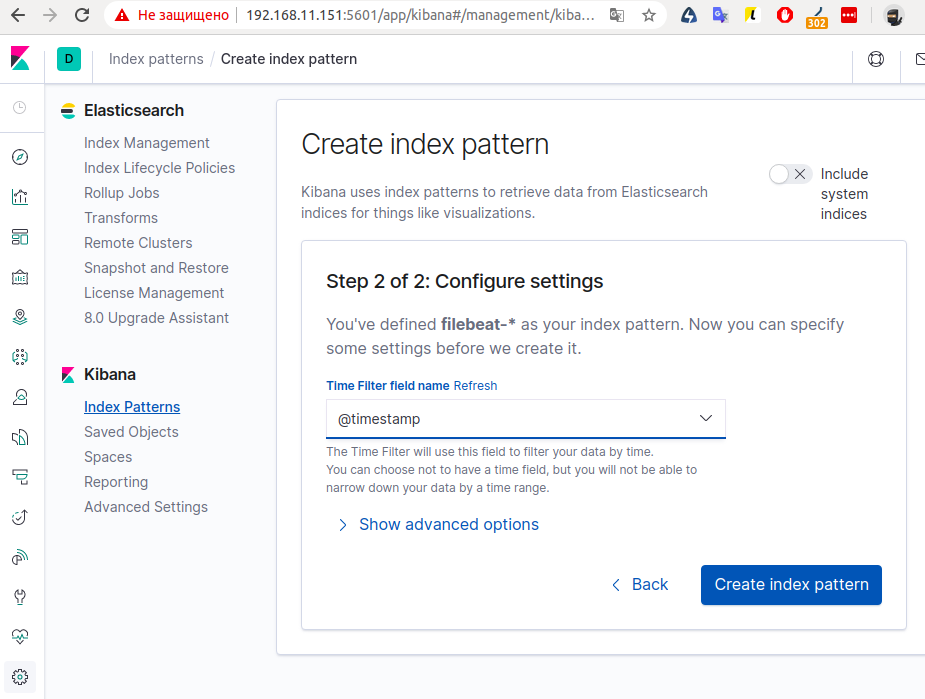 Не защищено
192.168.11.151:5601/app/kibana#/management/kiba...
302
D
Index patterns / Create index pattern
Elasticsearch
Index Management
Index Lifecycle Policies
Rollup Jobs
Transforms
Remote Clusters
Snapshot and Restore
License Management
8.0 Upgrade Assistant
Kibana
Index Patterns
Saved Objects
Spaces
Reporting
Advanced Settings
Create index pattern
Kibana uses index patterns to retrieve data from Elasticsearch
indices for things like visualizations.
Include
system
indices
Step 2 of 2: Configure settings
You've defined filebeat-* as your index pattern. Now you can specify
some settings before we create it.
Time Filter field name Refresh
@timestamp
The Time Filter will use this field to filter your data by time.
You can choose not to have a time field, but you will not be able to
narrow down your data by a time range.
Show advanced options
Back
Create index pattern